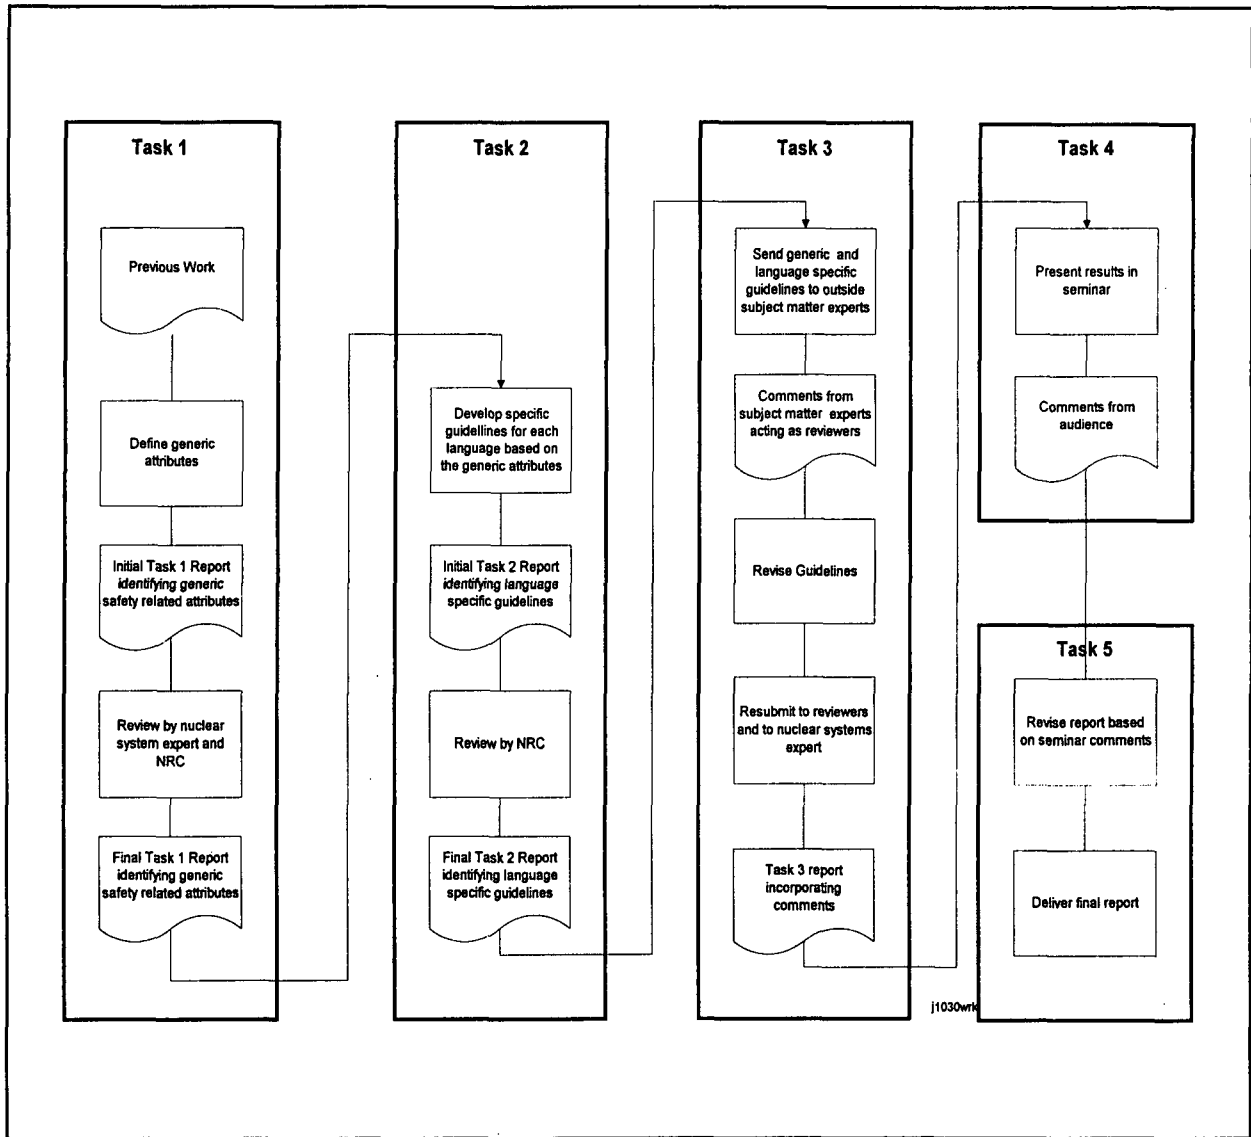 Task 1
Previous Work
Define generic
attributes
Initial Task 1 Report
identifying generic
safety related attributes
Review by nuclear
system expert and
NRC
Final Task 1 Report
identifying generic
safety related attributes
Task 2
Develop specific
guidellines for each
language based on
the generic attributes
Initial Task 2 Report
identifying language
specific guidelines
Review by NRC
Final Task 2 Report
identifying language
specific guidelines
Task 3
Send generic and
language specific
guidelines to outside
subject matter experts
Comments from
subject matter experts
acting as reviewers
Revise Guidelines
Resubmit to reviewers
and to nuclear systems
expert
Task 3 report
incorporating
comments
Task 4
Present results in
seminar
Comments from
audience
Task 5
Revise report based
on seminar comments
Deliver final report
j1030wrk